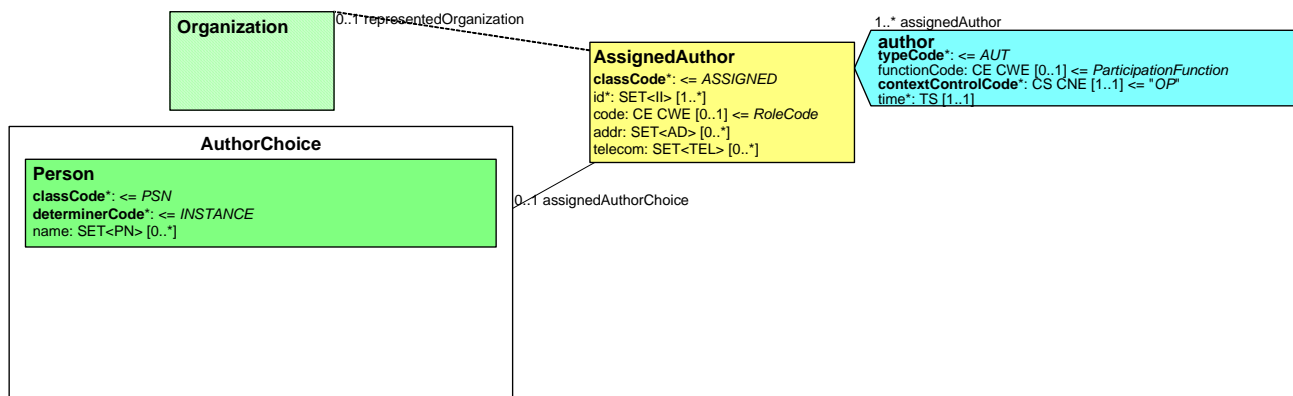 Organization
0..1 representedOrganization
AssignedAuthor
classCode*: <= ASSIGNED
id*: SET<II> [1..*]
code: CE CWE [0..1] <= RoleCode
addr: SET<AD> [0..*]
telecom: SET<TEL> [0..*]
1..* assignedAuthor
author
typeCode*: <= AUT
functionCode: CE CWE [0..1] <= ParticipationFunction
contextControlCode*: CS CNE [1..1] <= "OP"
time*: TS [1..1]
AuthorChoice
Person
classCode*: <= PSN
determinerCode*: <= INSTANCE
name: SET<PN> [0..*]
0..1 assignedAuthorChoice